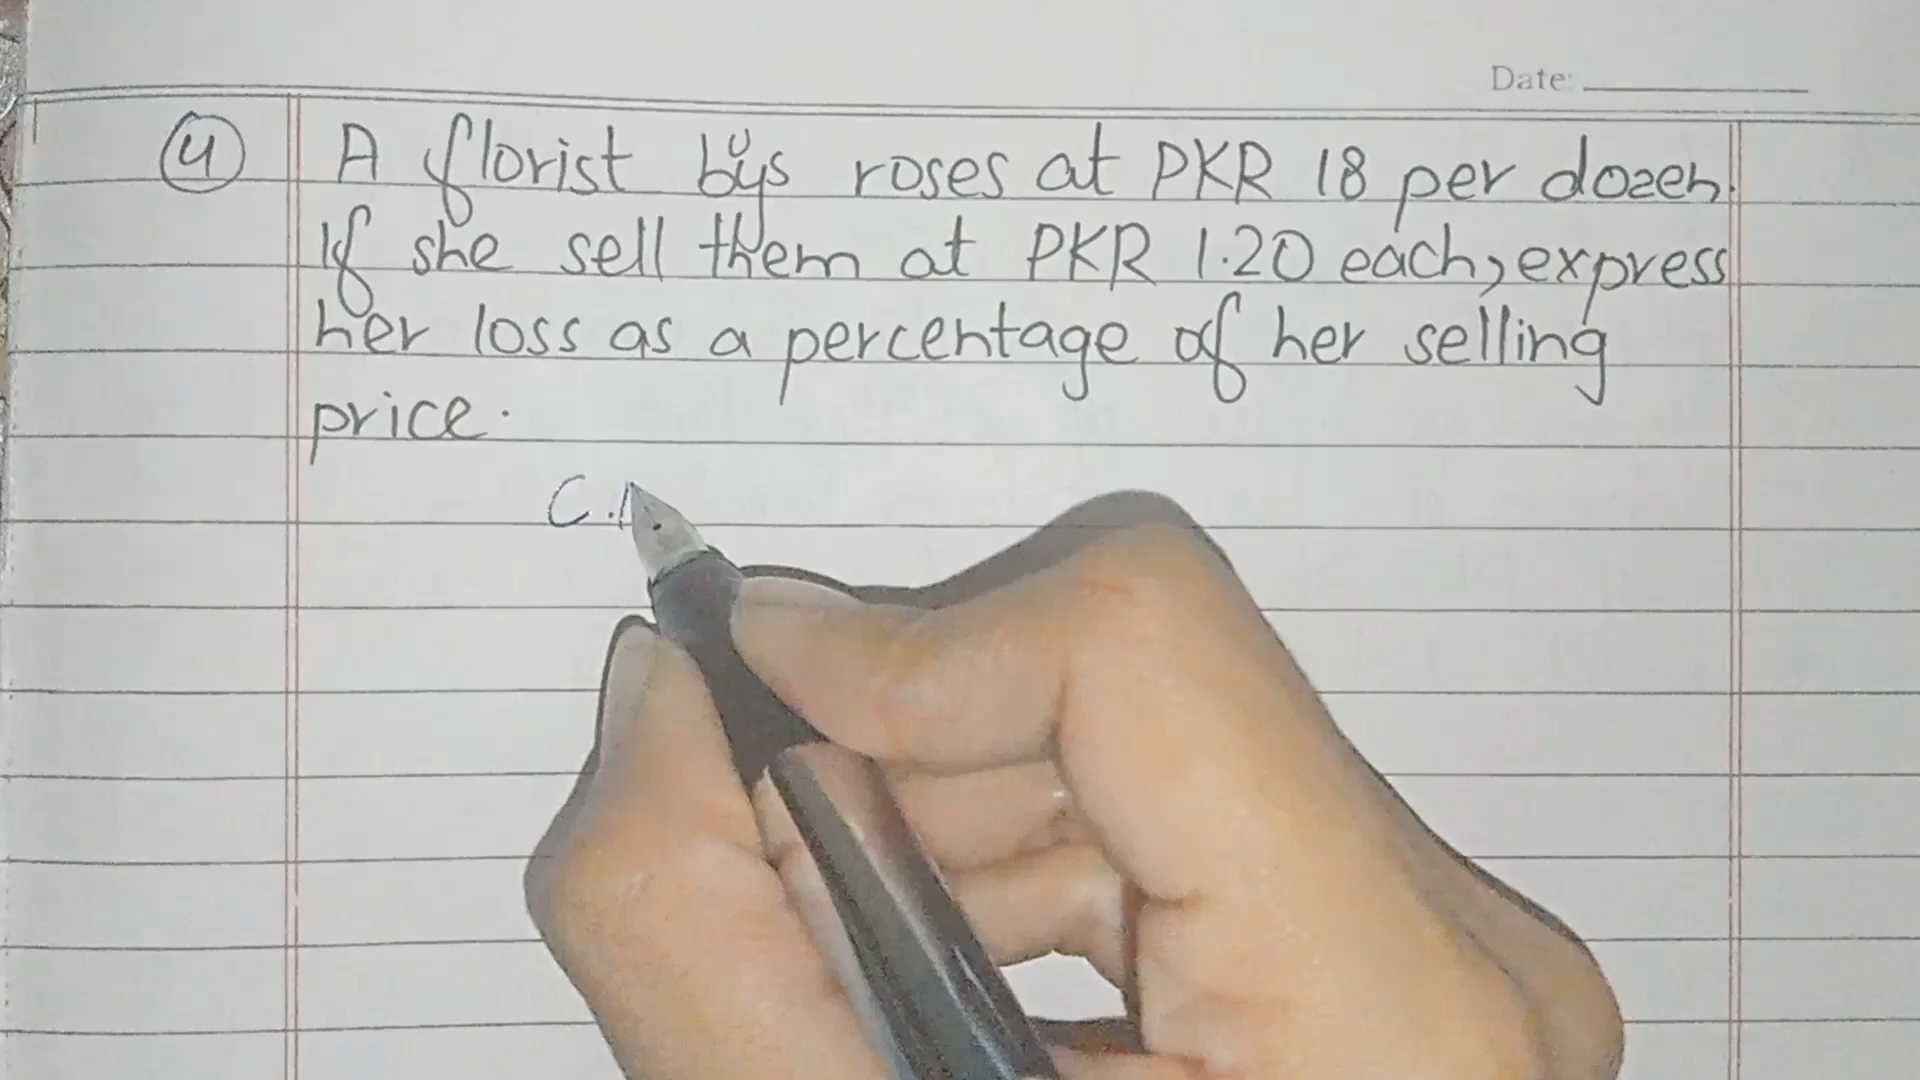 Date:
4 A florist buys roses at PKR 18 per dozen.
If she sell them at PKR 1.20 each, express
her loss as a percentage of her selling
price.
C.